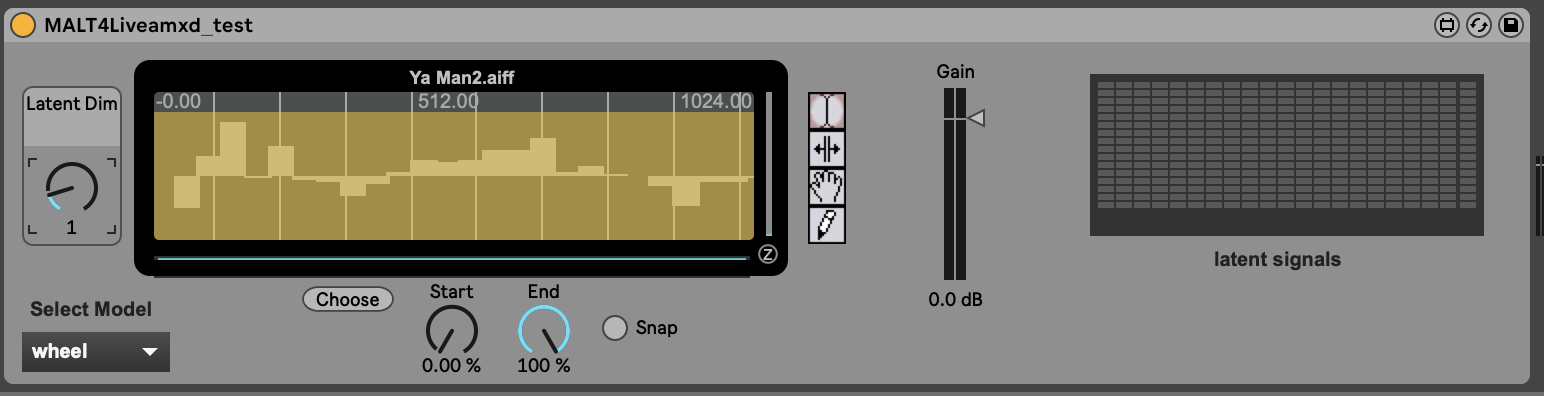 MALT4Liveamxd_test
Latent Dim
1
Ya Man2.aiff
-0.00 512.00 1024.00
Z
Gain
0.0 dB
latent signals
Select Model
wheel
Choose
Start
0.00 %
End
100 %
Snap